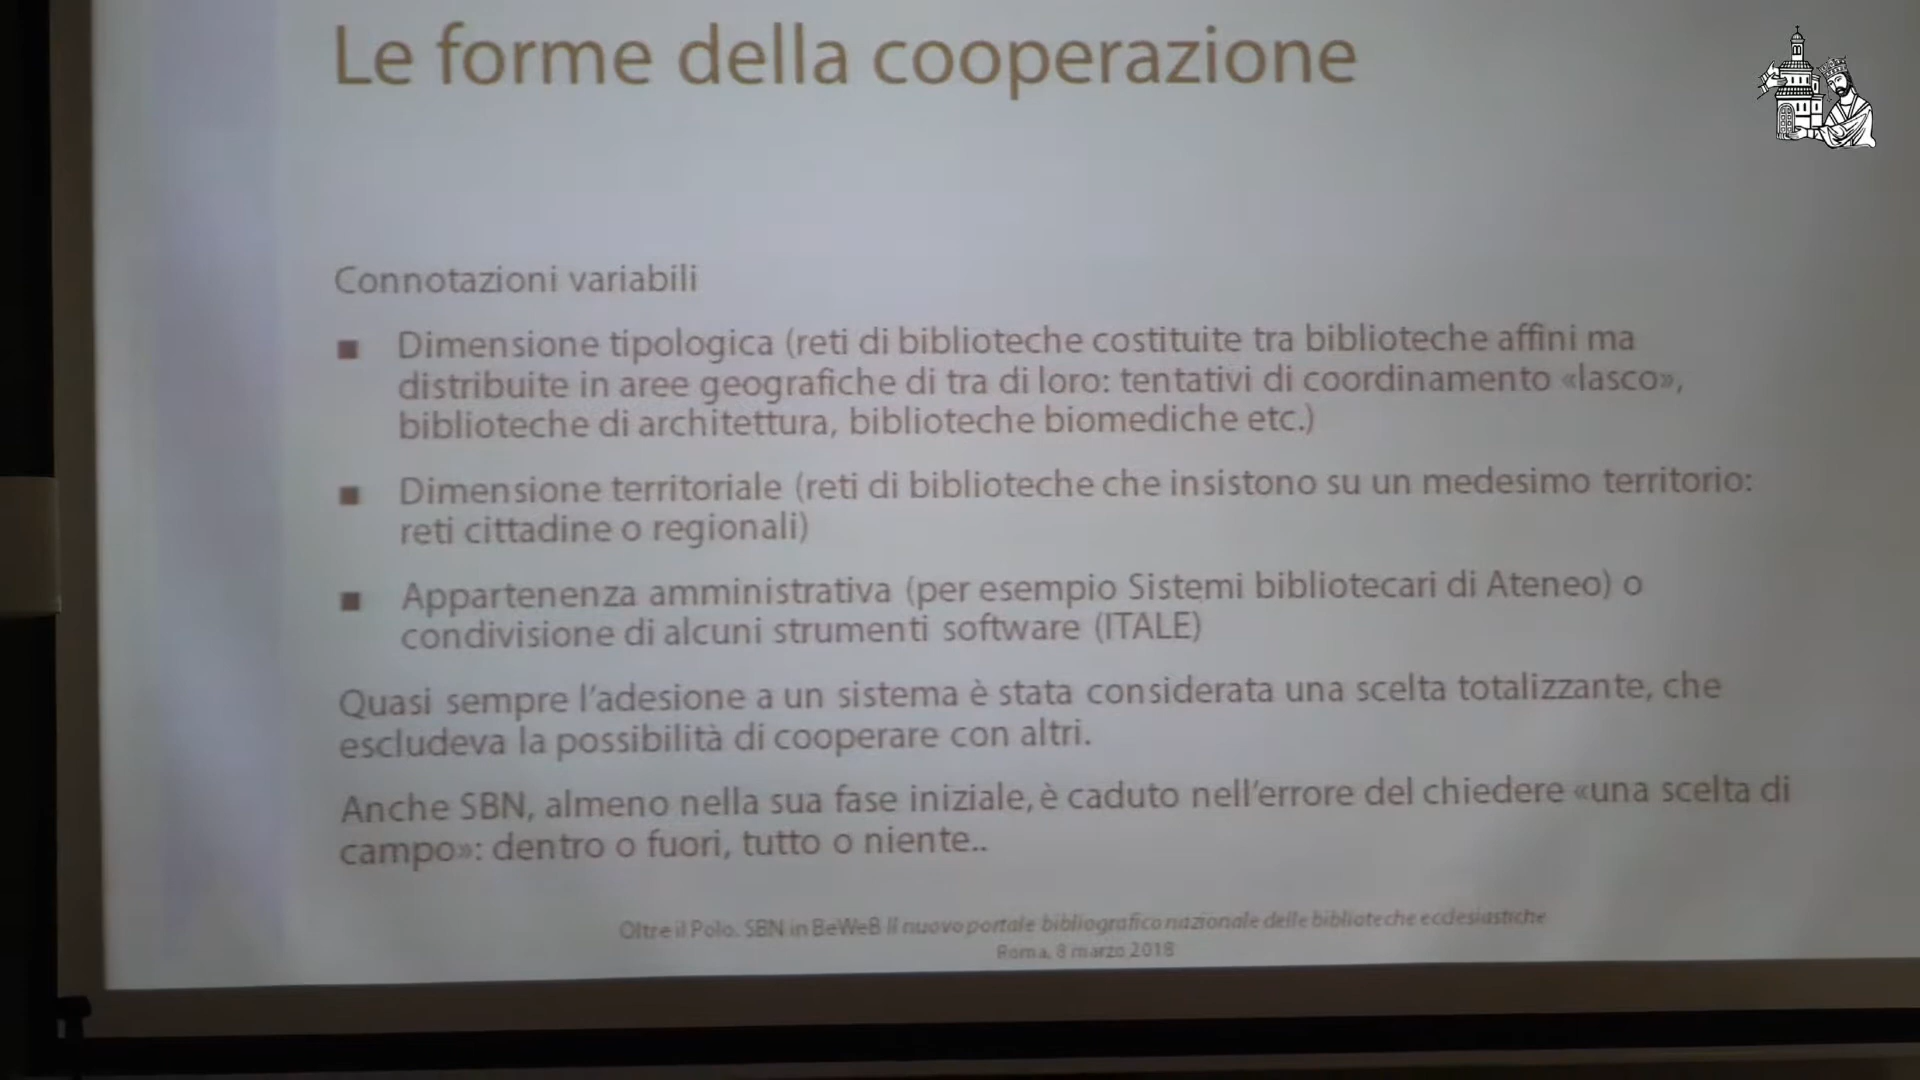 Le forme della cooperazione
Connotazioni variabili
■ Dimensione tipologica (reti di biblioteche costituite tra biblioteche affini ma
distribuite in aree geografiche di tra di loro: tentativi di coordinamento «lasco»,
biblioteche di architettura, biblioteche biomediche etc.)
■ Dimensione territoriale (reti di biblioteche che insistono su un medesimo territorio:
reti cittadine o regionali)
■ Appartenenza amministrativa (per esempio Sistemi bibliotecari di Ateneo) o
condivisione di alcuni strumenti software (ITALE)
Quasi sempre l'adesione a un sistema è stata considerata una scelta totalizzante, che
escludeva la possibilità di cooperare con altri.
Anche SBN, almeno nella sua fase iniziale, è caduto nell'errore del chiedere «una scelta di
campo»: dentro o fuori, tutto o niente..
Oltre il Polo. SBN in BeWeB Il nuovo portale bibliografico nazionale delle biblioteche ecclesiastiche
Roma, 8 marzo 2018